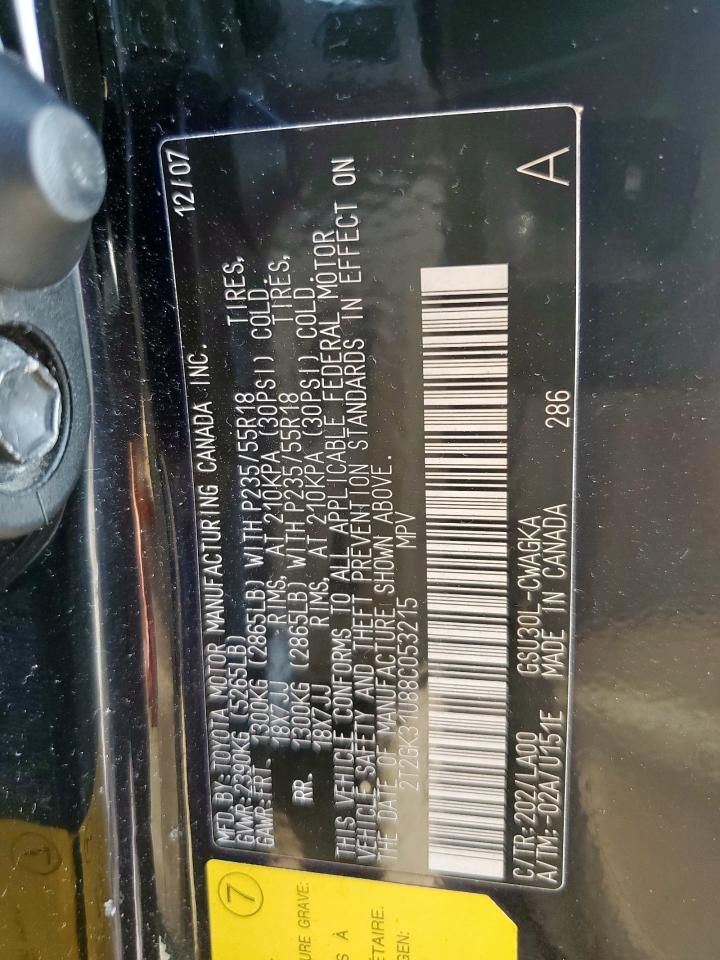 MFD.BY:TOYOTA MOTOR MANUFACTURING CANADA INC. 12/07
GVWR:2390KG (5265LB)
GAWR:FRT. 1300KG (2865LB) WITH P235/55R18 TIRES,
18X7JJ RIMS, AT 210KPA (30PSI) COLD.
RR. 1300KG (2865LB) WITH P235/55R18 TIRES,
18X7JJ RIMS, AT 210KPA (30PSI) COLD.
THIS VEHICLE CONFORMS TO ALL APPLICABLE FEDERAL MOTOR
VEHICLE SAFETY AND THEFT PREVENTION STANDARDS IN EFFECT ON
THE DATE OF MANUFACTURE SHOWN ABOVE.
2T2GK31U88C053215 MPV
C/TR:202/LA00 GSU30L-CWAGKA 286
A/TM:-02A/U151E MADE IN CANADA A
7
URE GRAVE.
S À
ÉTAIRE.
GEN: